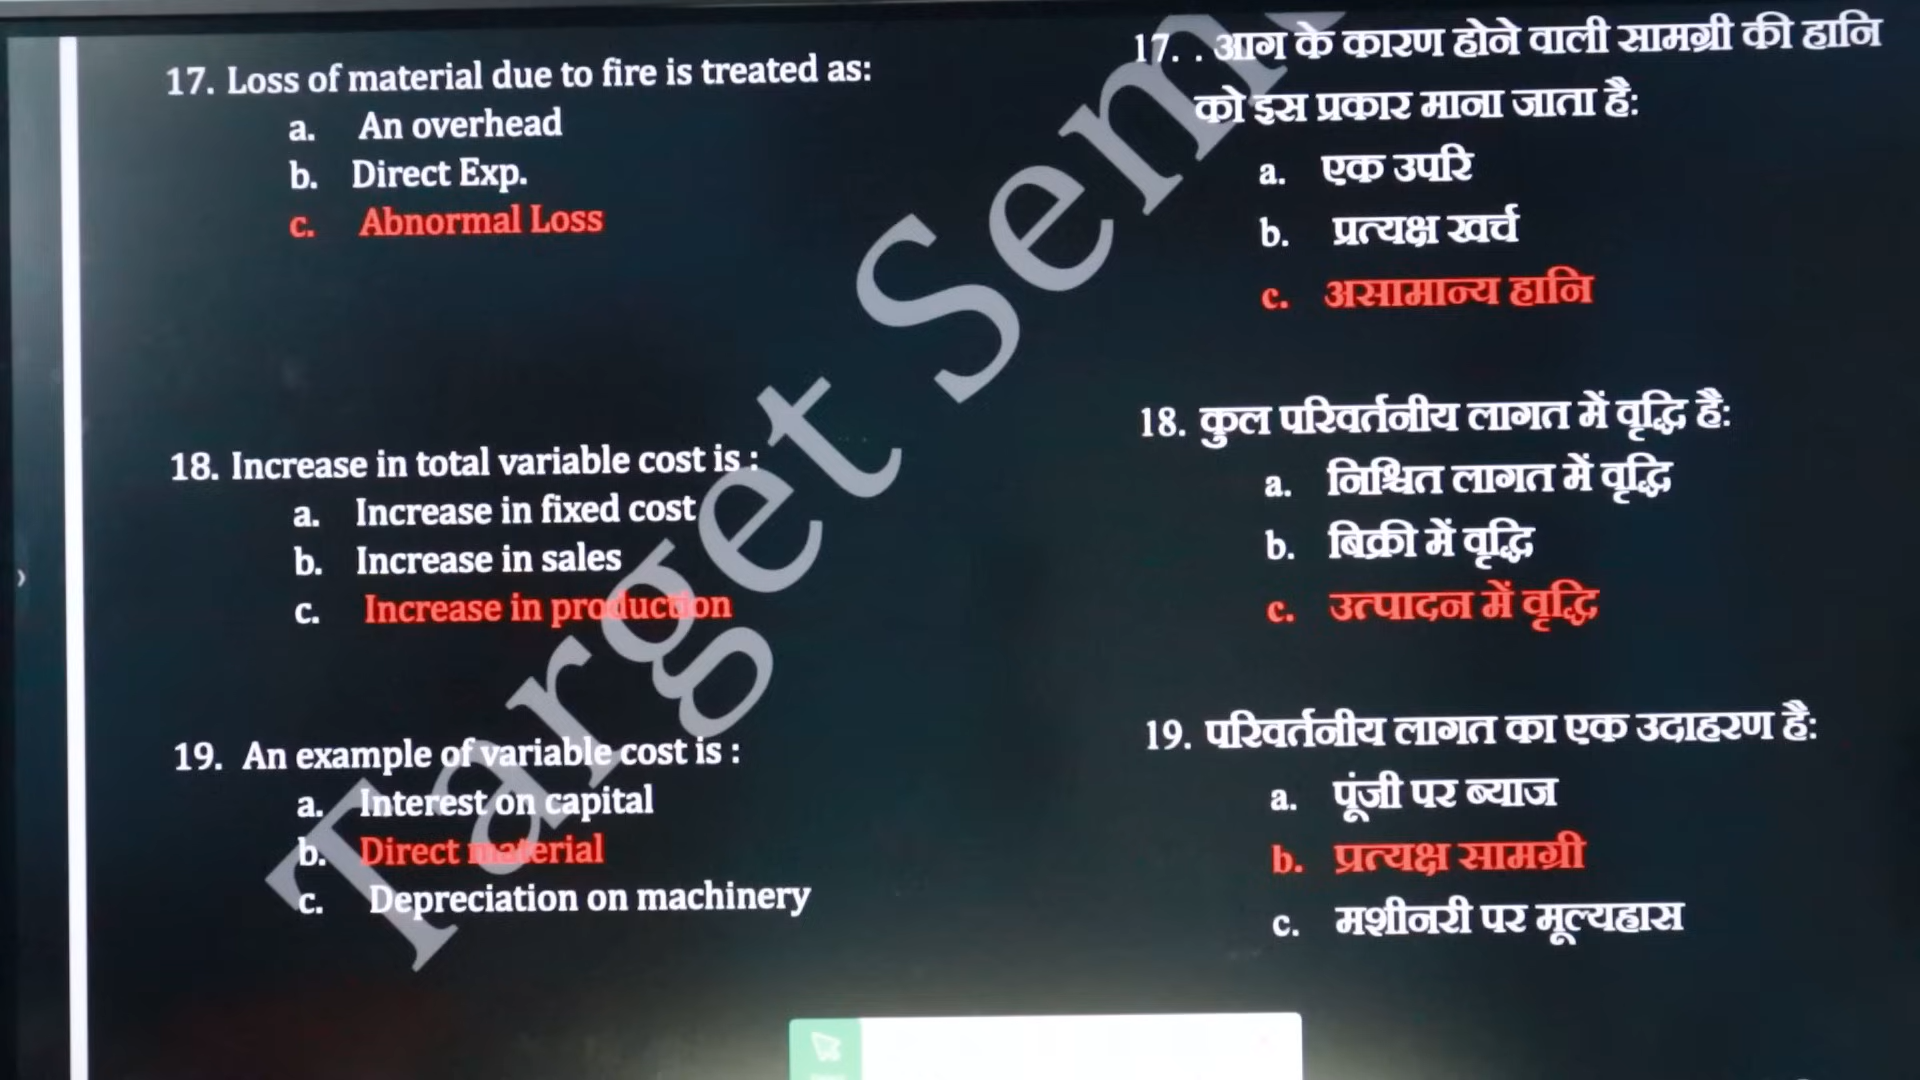 17. Loss of material due to fire is treated as:
a. An overhead
b. Direct Exp.
c. Abnormal Loss
18. Increase in total variable cost is :
a. Increase in fixed cost
b. Increase in sales
c. Increase in production
19. An example of variable cost is :
a. Interest on capital
b. Direct material
c. Depreciation on machinery
17. . आग के कारण होने वाली सामग्री की हानि
को इस प्रकार माना जाता है:
a. एक उपरि
b. प्रत्यक्ष खर्च
c. असामान्य हानि
18. कुल परिवर्तनीय लागत में वृद्धि है:
a. निश्चित लागत में वृद्धि
b. बिक्री में वृद्धि
c. उत्पादन में वृद्धि
19. परिवर्तनीय लागत का एक उदाहरण है:
a. पूंजी पर ब्याज
b. प्रत्यक्ष सामग्री
c. मशीनरी पर मूल्यहास
Target Sem